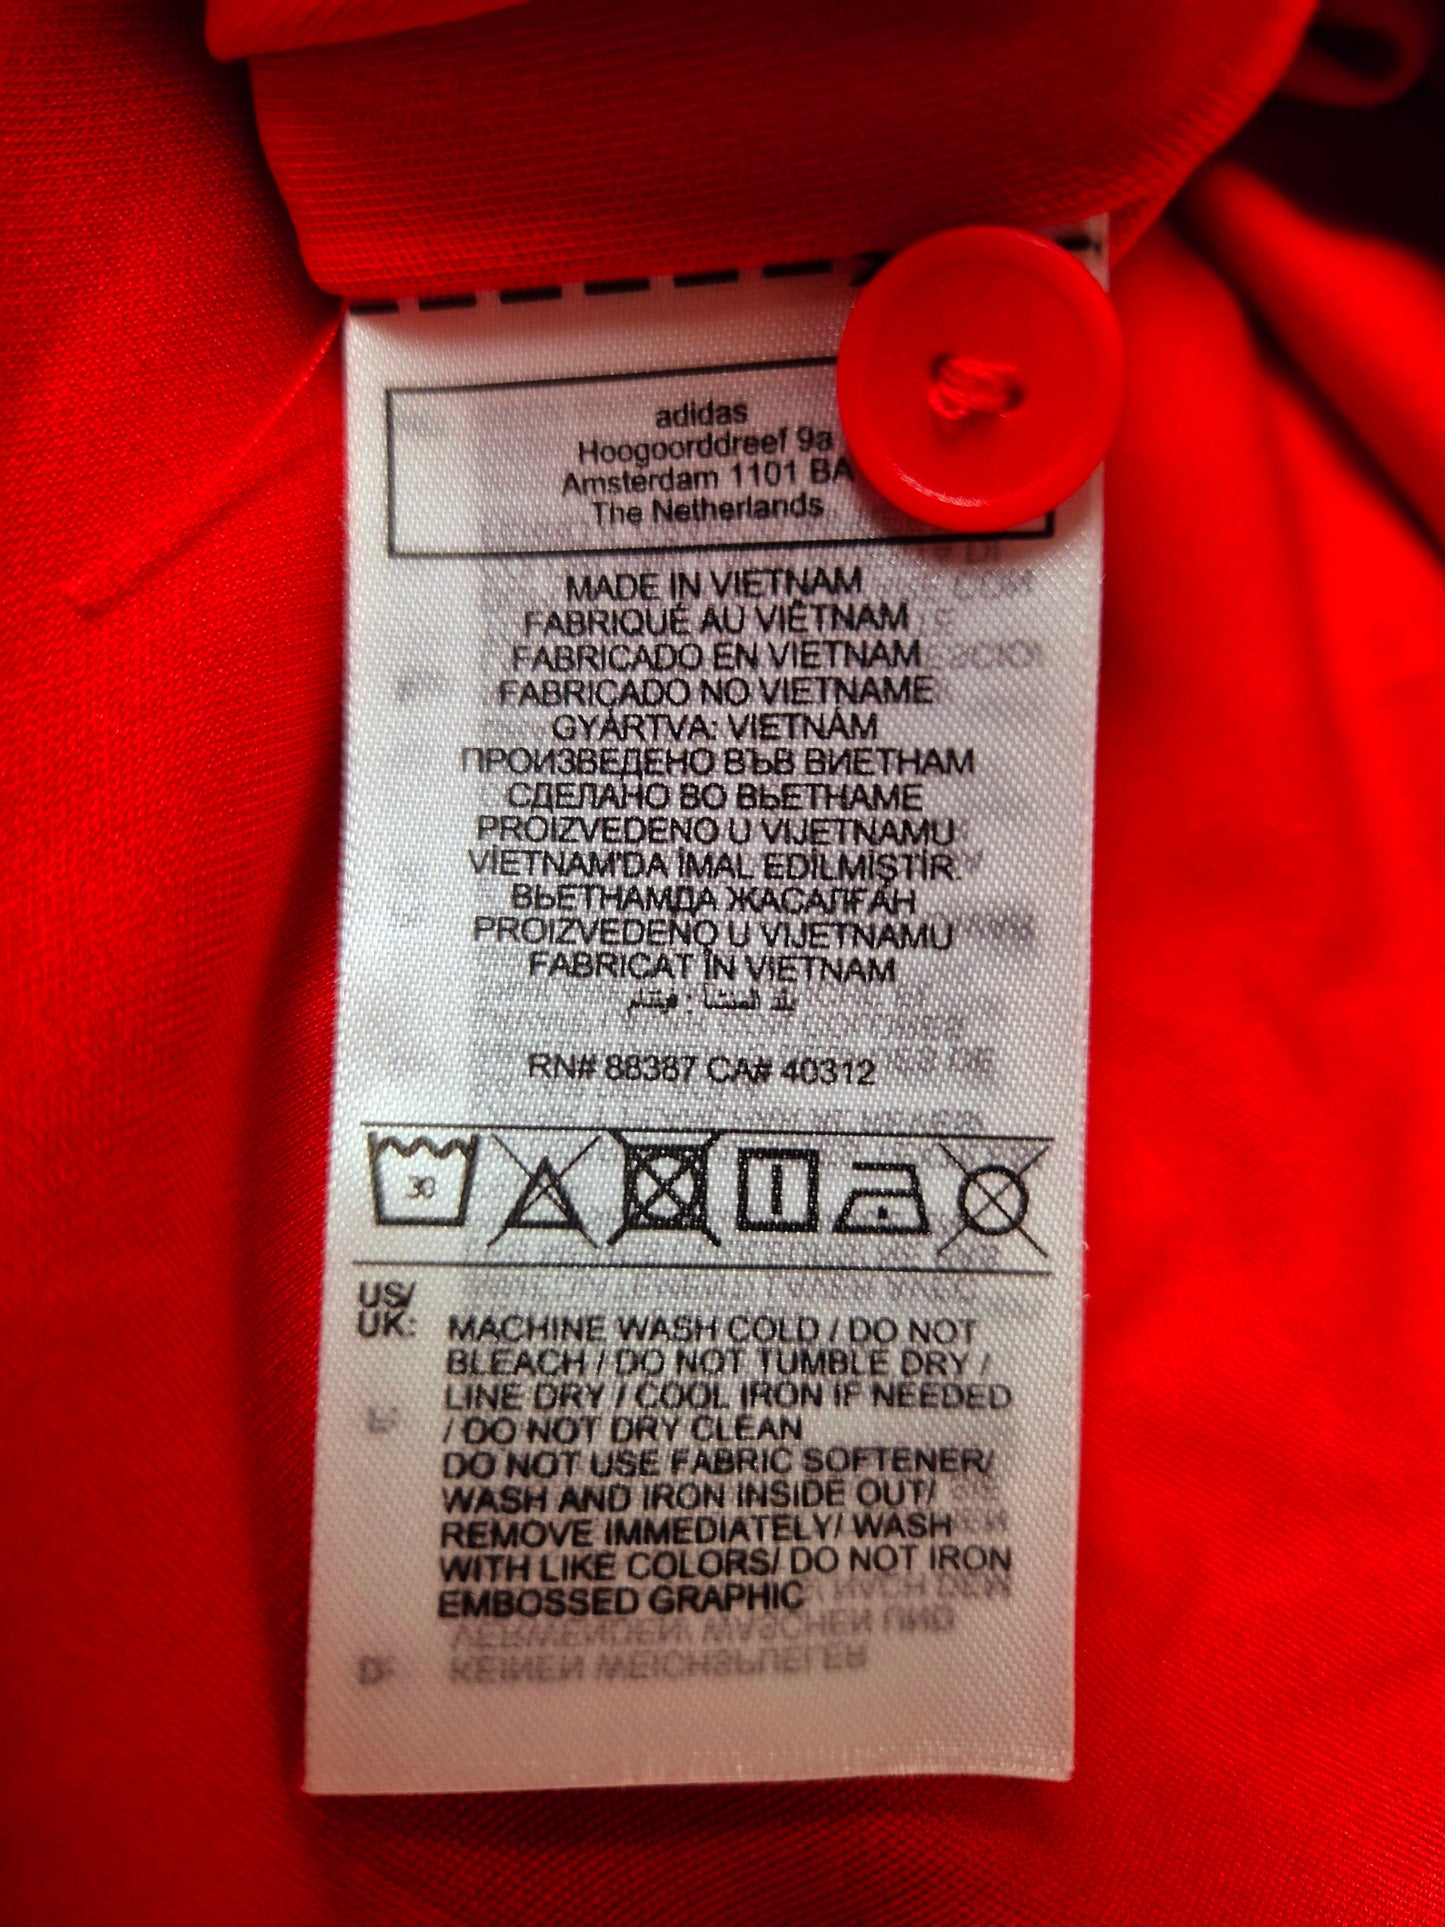 adidas
Hoogoorddreef 9a
Amsterdam 1101 BA
The Netherlands
MADE IN VIETNAM
FABRIQUÉ AU VIÊTNAM
FABRICADO EN VIETNAM
FABRICADO NO VIETNAME
GYÁRTVA: VIETNÁM
ПРОИЗВЕДЕНО ВЪВ ВИЕТНАМ
СДЕЛАНО ВО ВЬЕТНАМЕ
PROIZVEDENO U VIJETNAMU
VİETNAM'DA İMAL EDİLMİŞTİR.
ВЬЕТНАМДА ЖАСАЛҒАН
PROIZVEDENO U VIJETNAMU
FABRICAT ÎN VIETNAM
بلد المنشأ : فيتنام
RN# 88387 CA# 40312
30
US/
UK: MACHINE WASH COLD / DO NOT
BLEACH / DO NOT TUMBLE DRY /
LINE DRY / COOL IRON IF NEEDED
/ DO NOT DRY CLEAN
DO NOT USE FABRIC SOFTENER/
WASH AND IRON INSIDE OUT/
REMOVE IMMEDIATELY/ WASH
WITH LIKE COLORS/ DO NOT IRON
EMBOSSED GRAPHIC